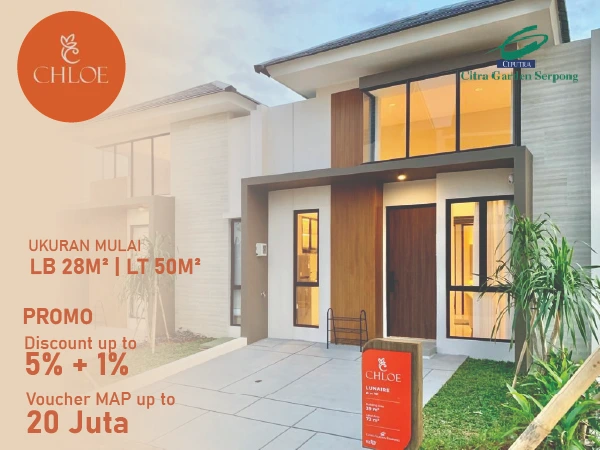 CHLOE
CIPUTRA
Citra Garden Serpong
UKURAN MULAI
LB 28M² | LT 50M²
PROMO
Discount up to
5% + 1%
Voucher MAP up to
20 Juta
CHLOE
LUNAIRE